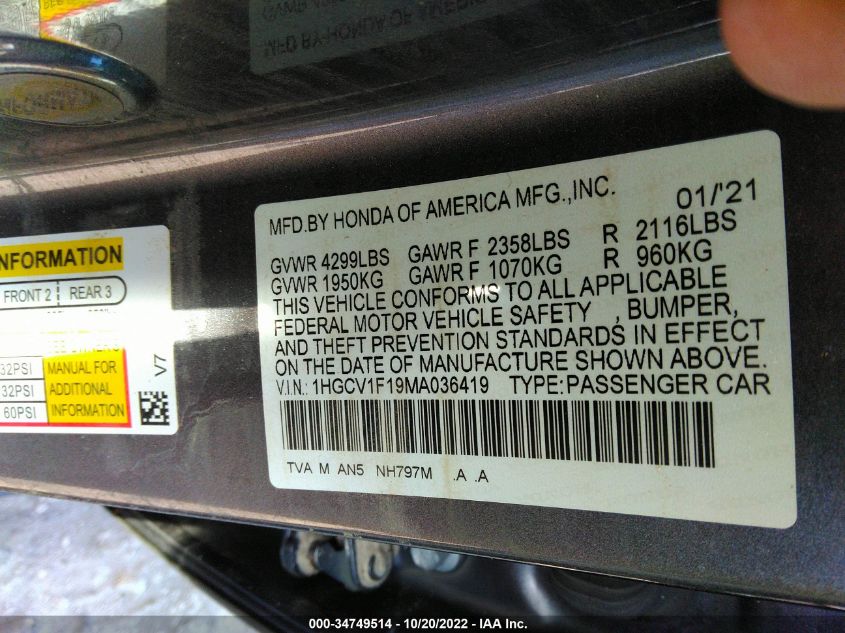 INFORMATION
FRONT 2 REAR 3
32PSI MANUAL FOR
32PSI ADDITIONAL
60PSI INFORMATION
V7
MFD.BY HONDA OF AMERICA MFG.,INC. 01/'21
GVWR 4299LBS GAWR F 2358LBS R 2116LBS
GVWR 1950KG GAWR F 1070KG R 960KG
THIS VEHICLE CONFORMS TO ALL APPLICABLE
FEDERAL MOTOR VEHICLE SAFETY , BUMPER,
AND THEFT PREVENTION STANDARDS IN EFFECT
ON THE DATE OF MANUFACTURE SHOWN ABOVE.
V.I.N.: 1HGCV1F19MA036419 TYPE:PASSENGER CAR
TVA M AN5 NH797M .A .A
000-34749514 - 10/20/2022 - IAA Inc.